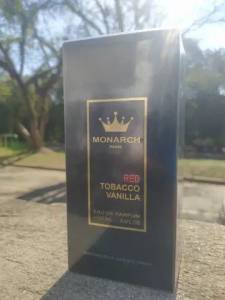 MONARCH
PARIS
RED
TOBACCO
VANILLA
EAU DE PARFUM